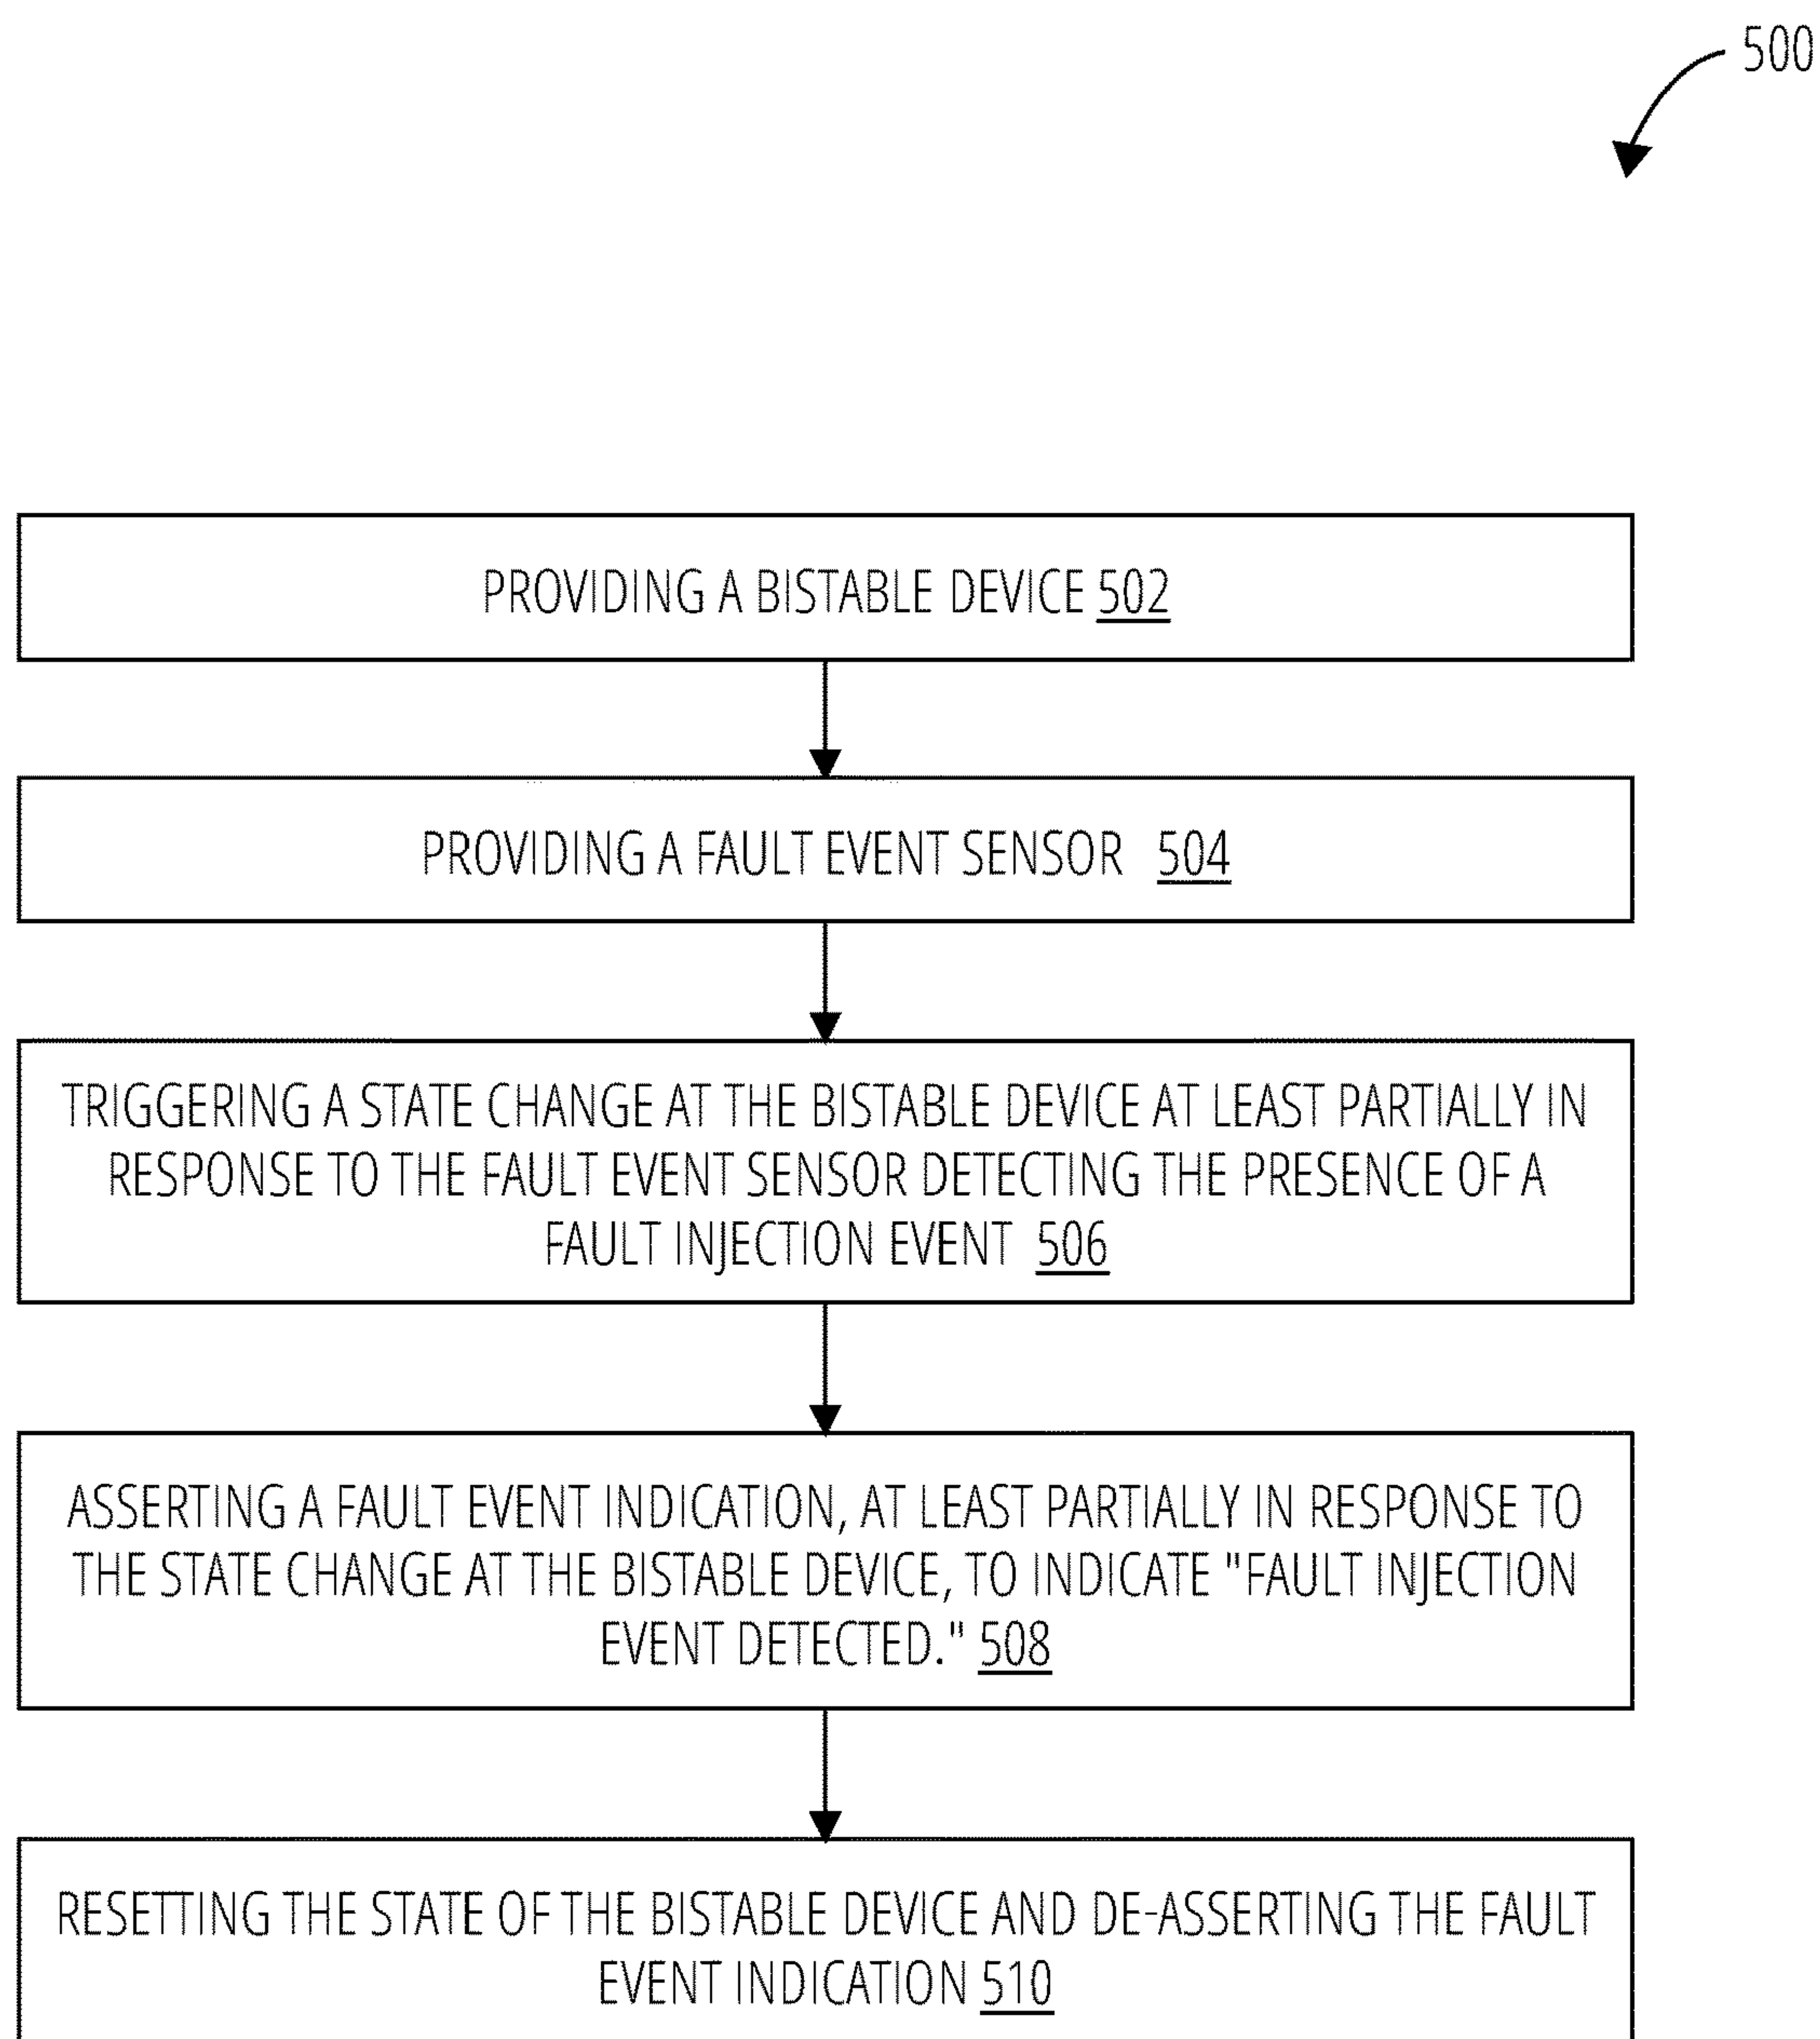 500
PROVIDING A BISTABLE DEVICE 502
PROVIDING A FAULT EVENT SENSOR 504
TRIGGERING A STATE CHANGE AT THE BISTABLE DEVICE AT LEAST PARTIALLY IN
RESPONSE TO THE FAULT EVENT SENSOR DETECTING THE PRESENCE OF A
FAULT INJECTION EVENT 506
ASSERTING A FAULT EVENT INDICATION, AT LEAST PARTIALLY IN RESPONSE TO
THE STATE CHANGE AT THE BISTABLE DEVICE, TO INDICATE "FAULT INJECTION
EVENT DETECTED." 508
RESETTING THE STATE OF THE BISTABLE DEVICE AND DE-ASSERTING THE FAULT
EVENT INDICATION 510